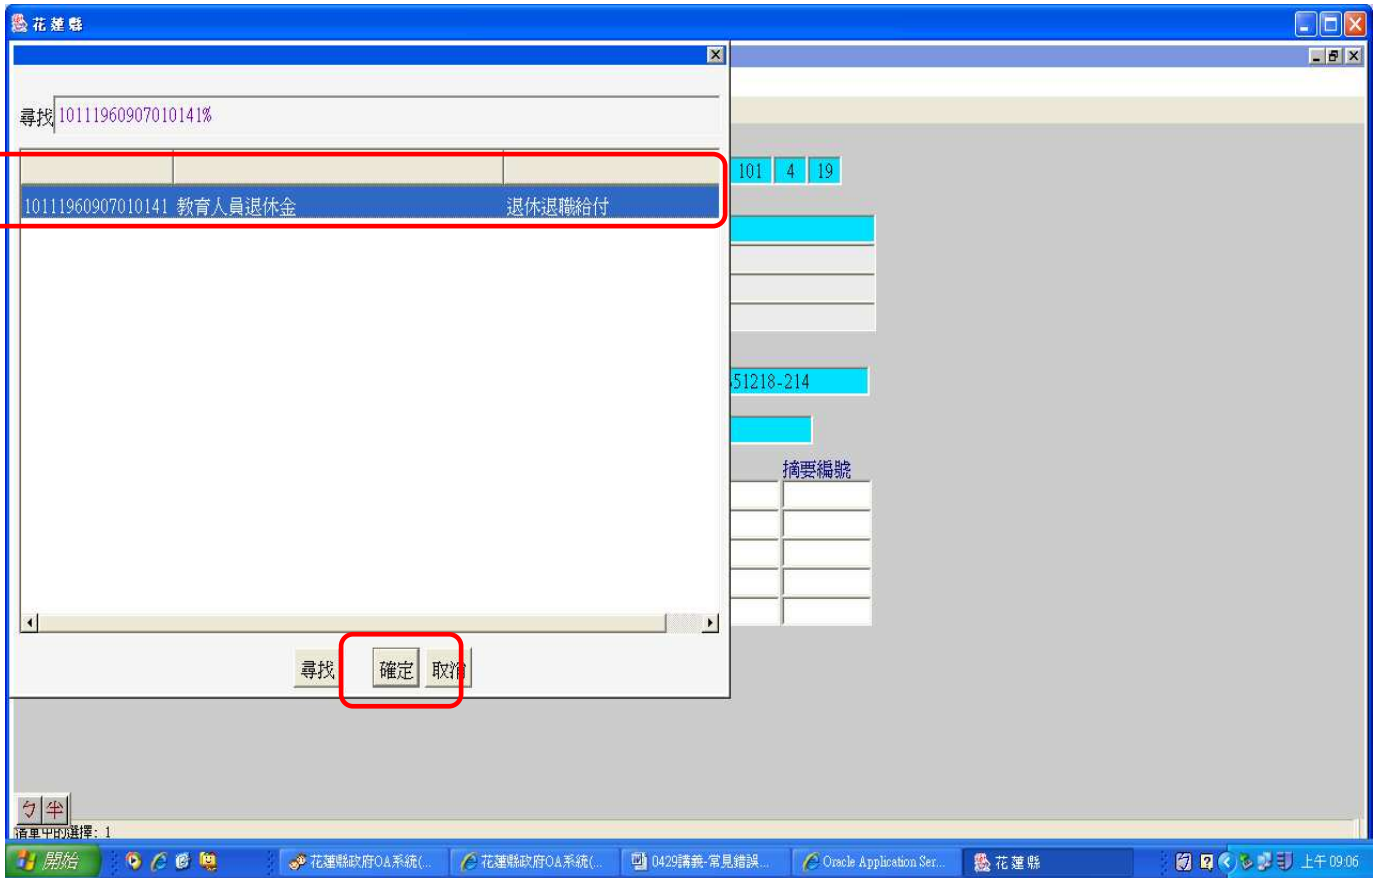 花蓮縣
尋找 10111960907010141%
101 4 19
10111960907010141 教育人員退休金 退休退職給付
51218-214
摘要編號
尋找 確定 取消
ㄅ 半
清單中的選擇: 1
開始 花蓮縣政府OA系統(... 花蓮縣政府OA系統(... 0429講義-常見錯誤... Oracle Application Ser... 花蓮縣 上午 09:06